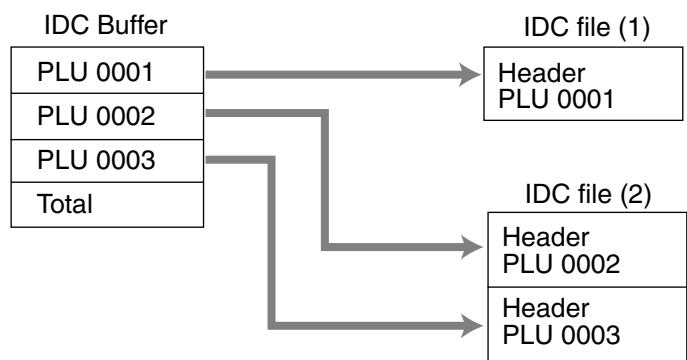 IDC Buffer
PLU 0001
PLU 0002
PLU 0003
Total
IDC file (1)
Header
PLU 0001
IDC file (2)
Header
PLU 0002
Header
PLU 0003